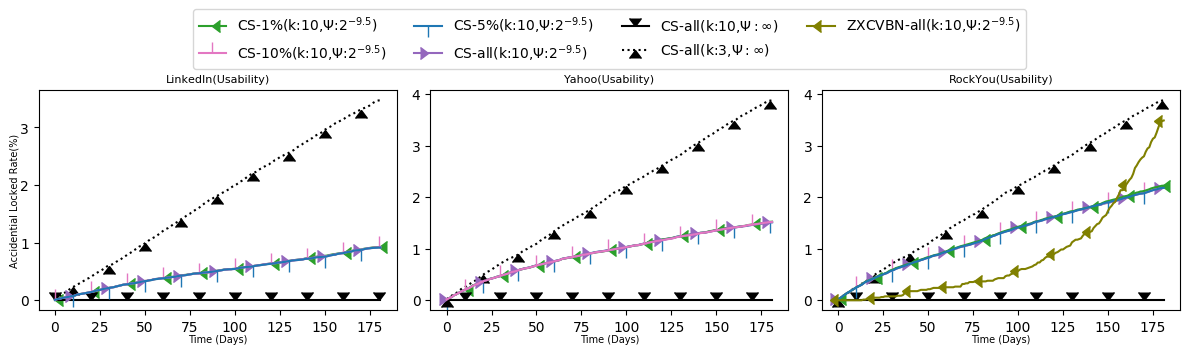 CS-1%(k:10,Ψ:2^-9.5) CS-5%(k:10,Ψ:2^-9.5) CS-all(k:10,Ψ : ∞) ZXCVBN-all(k:10,Ψ:2^-9.5)
CS-10%(k:10,Ψ:2^-9.5) CS-all(k:10,Ψ:2^-9.5) CS-all(k:3,Ψ : ∞)
LinkedIn(Usability) Yahoo(Usability) RockYou(Usability)
Accidential Locked Rate(%)
3
2
1
0
4
3
2
1
0
4
3
2
1
0
0 25 50 75 100 125 150 175 0 25 50 75 100 125 150 175 0 25 50 75 100 125 150 175
Time (Days) Time (Days) Time (Days)